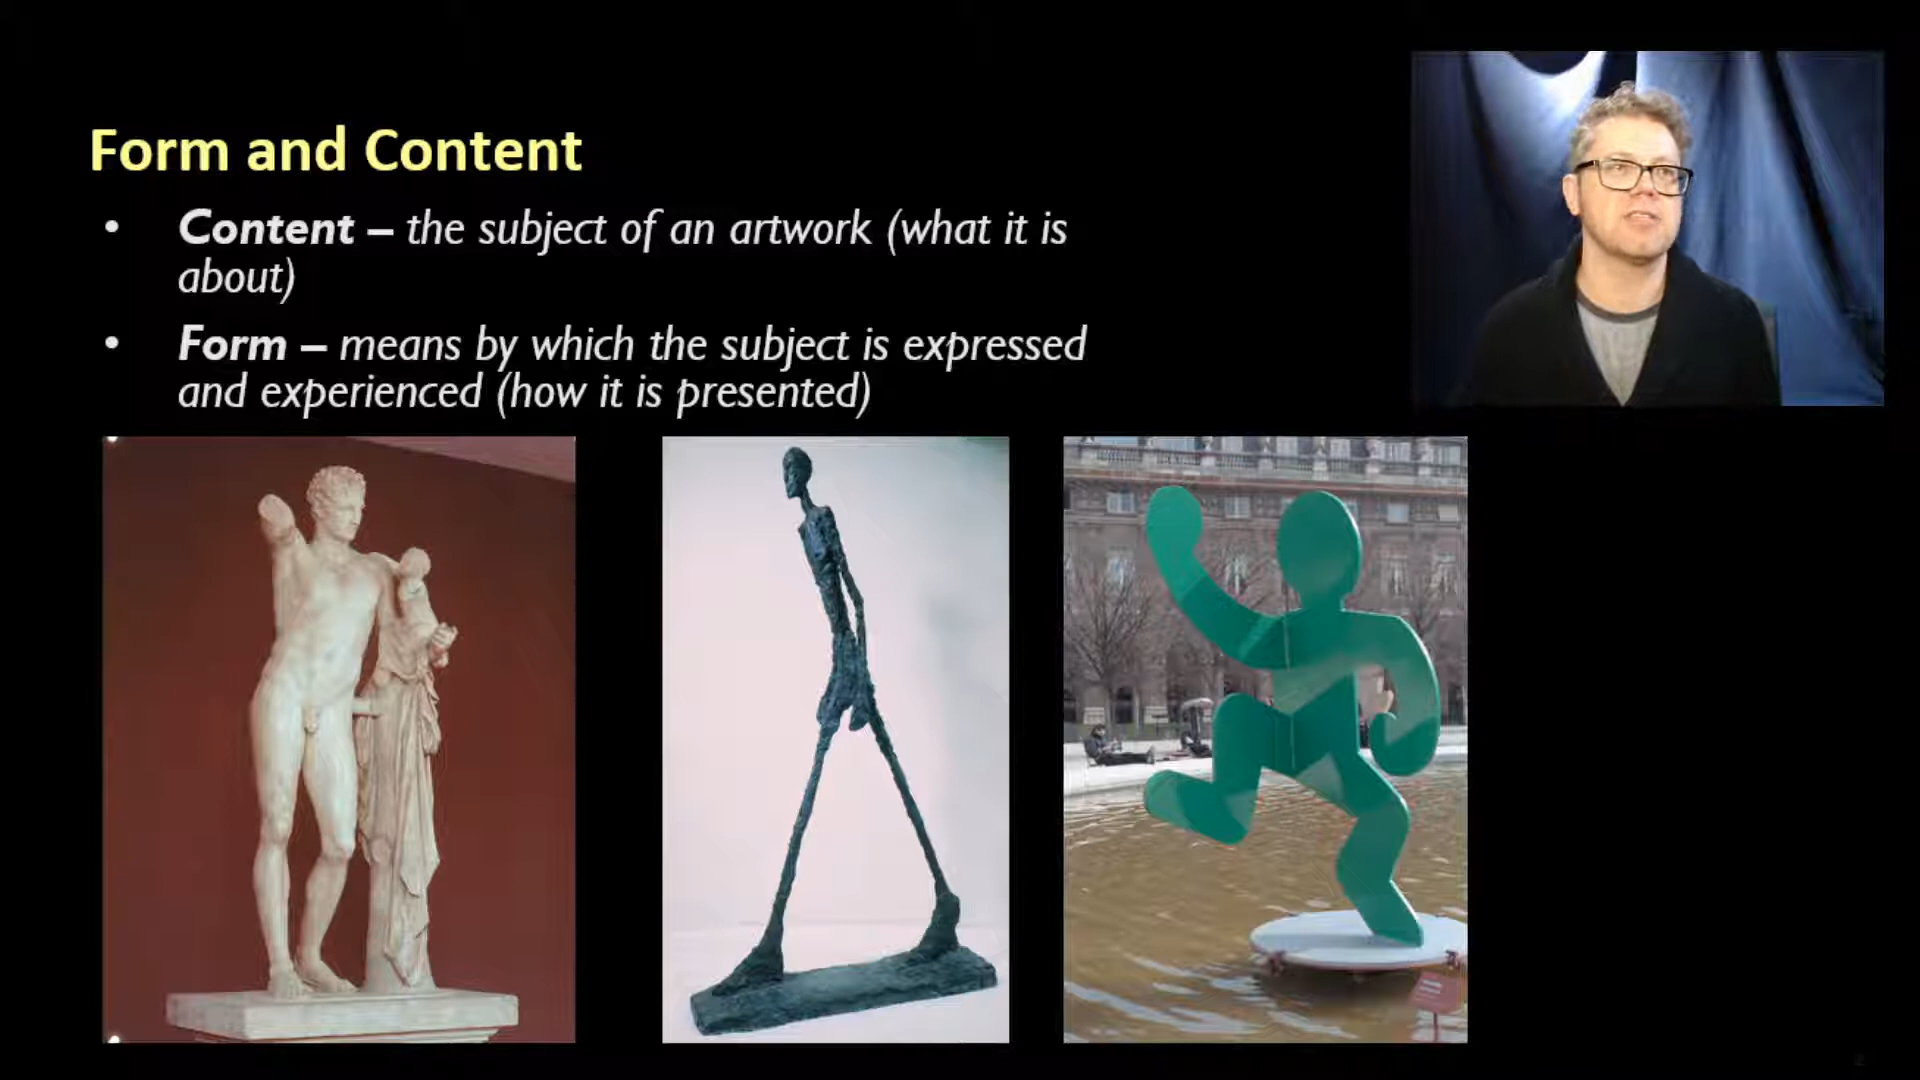 Form and Content
• Content – the subject of an artwork (what it is
about)
• Form – means by which the subject is expressed
and experienced (how it is presented)
2